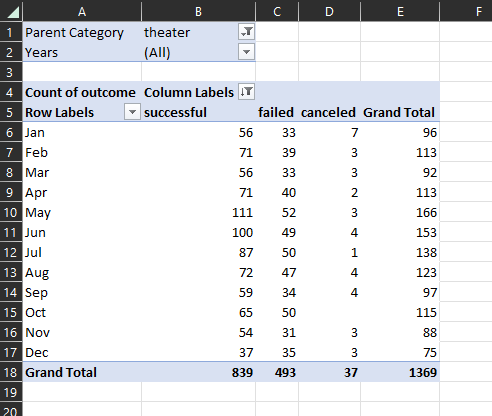 A B C D E F
1 Parent Category theater
2 Years (All)
3
4 Count of outcome Column Labels
5 Row Labels successful failed canceled Grand Total
6 Jan 56 33 7 96
7 Feb 71 39 3 113
8 Mar 56 33 3 92
9 Apr 71 40 2 113
10 May 111 52 3 166
11 Jun 100 49 4 153
12 Jul 87 50 1 138
13 Aug 72 47 4 123
14 Sep 59 34 4 97
15 Oct 65 50 115
16 Nov 54 31 3 88
17 Dec 37 35 3 75
18 Grand Total 839 493 37 1369
19
20